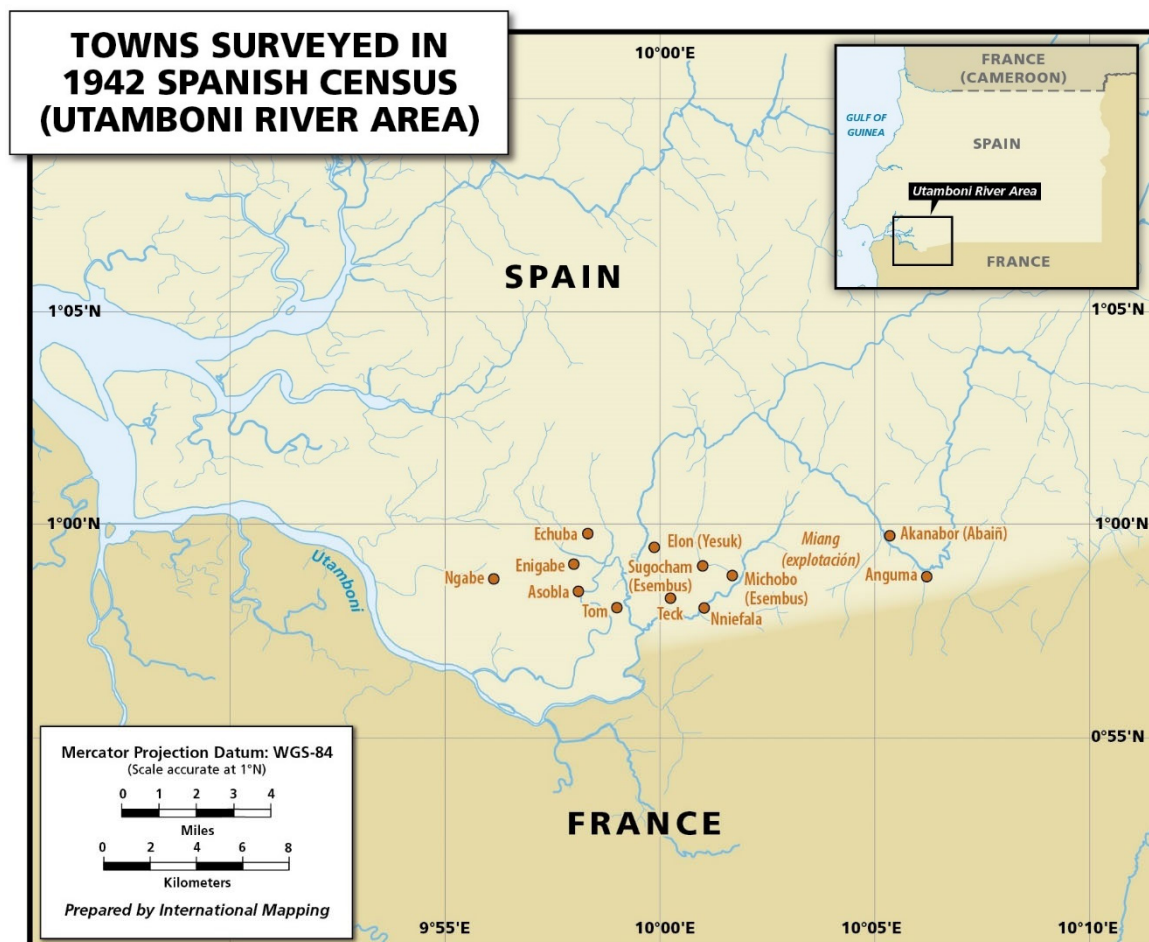 TOWNS SURVEYED IN
1942 SPANISH CENSUS
(UTAMBONI RIVER AREA)
10°00'E
FRANCE
(CAMEROON)
GULF OF
GUINEA
SPAIN
Utamboni River Area
FRANCE
SPAIN
1°05'N
1°05'N
1°00'N
1°00'N
Utamboni
Echuba
Elon (Yesuk)
Miang
(explotación)
Akanabor (Abaiñ)
Enigabe
Sugocham
(Esembus)
Ngabe
Michobo
(Esembus)
Anguma
Asobla
Tom
Teck
Nniefala
0°55'N
FRANCE
Mercator Projection Datum: WGS-84
(Scale accurate at 1°N)
0 1 2 3 4
Miles
0 2 4 6 8
Kilometers
Prepared by International Mapping
9°55'E
10°00'E
10°05'E
10°10'E